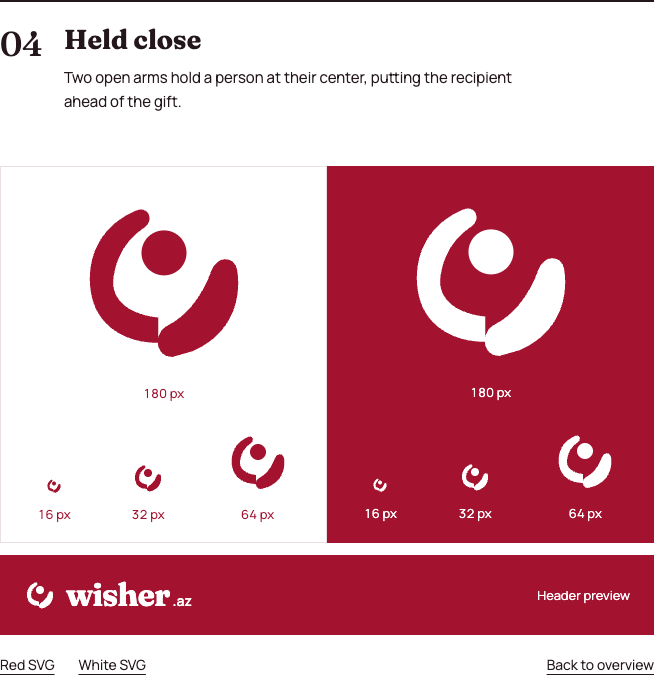 04 Held close
Two open arms hold a person at their center, putting the recipient
ahead of the gift.
180 px
180 px
16 px
32 px
64 px
16 px
32 px
64 px
wisher.az
Header preview
Red SVG
White SVG
Back to overview